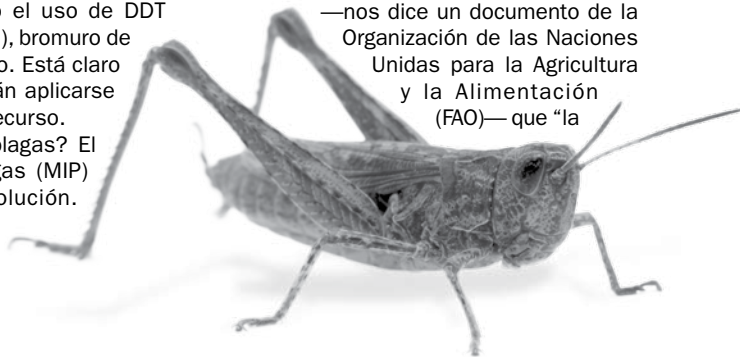 o el uso de DDT
), bromuro de
o. Está claro
án aplicarse
ecurso.
plagas? El
gas (MIP)
olución.
—nos dice un documento de la
Organización de las Naciones
Unidas para la Agricultura
y la Alimentación
(FAO)— que “la